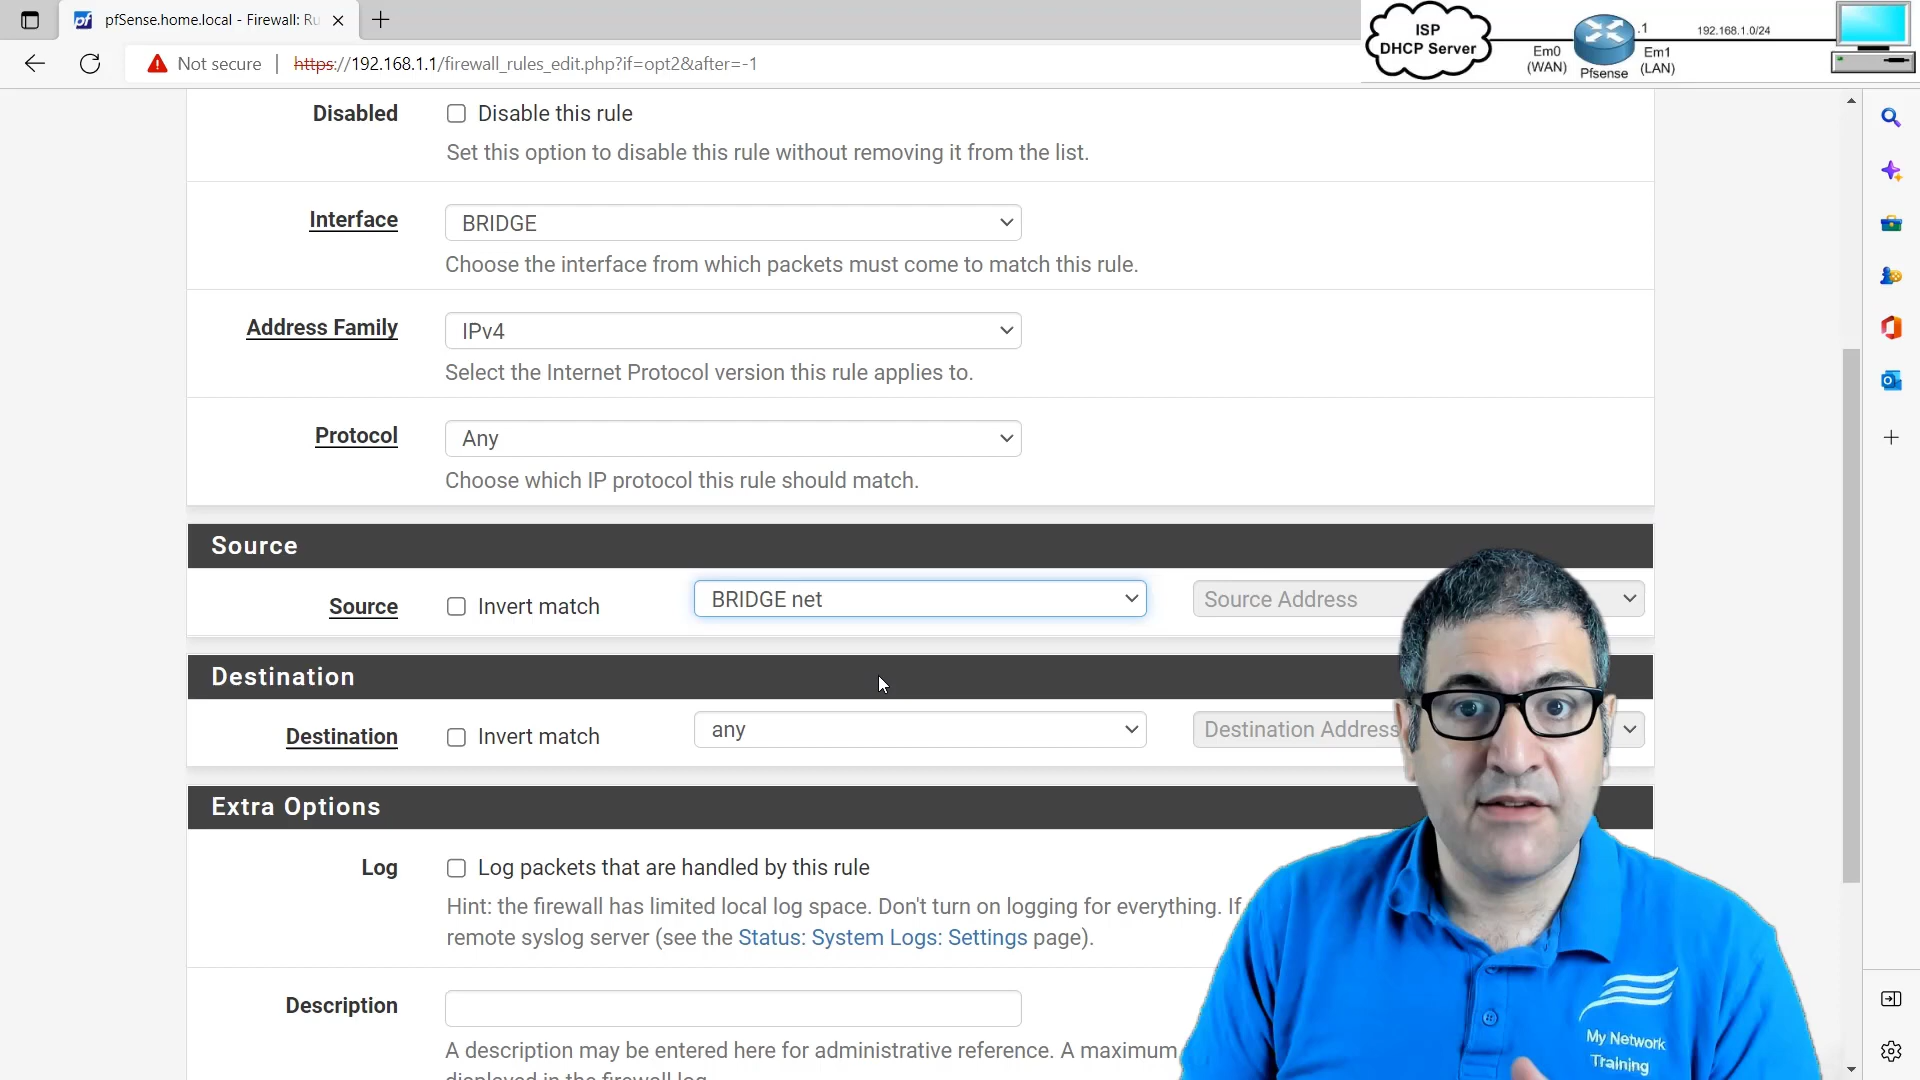 pfSense.home.local - Firewall: Ru
Not secure
https://192.168.1.1/firewall_rules_edit.php?if=opt2&after=-1
ISP
DHCP Server
Em0
(WAN)
Pfsense
.1
Em1
(LAN)
192.168.1.0/24
Disabled
Disable this rule
Set this option to disable this rule without removing it from the list.
Interface
BRIDGE
Choose the interface from which packets must come to match this rule.
Address Family
IPv4
Select the Internet Protocol version this rule applies to.
Protocol
Any
Choose which IP protocol this rule should match.
Source
Source
Invert match
BRIDGE net
Source Address
Destination
Destination
Invert match
any
Destination Address
Extra Options
Log
Log packets that are handled by this rule
Hint: the firewall has limited local log space. Don't turn on logging for everything. If
remote syslog server (see the Status: System Logs: Settings page).
Description
A description may be entered here for administrative reference. A maximum
displayed in the firewall log.
My Network
Training